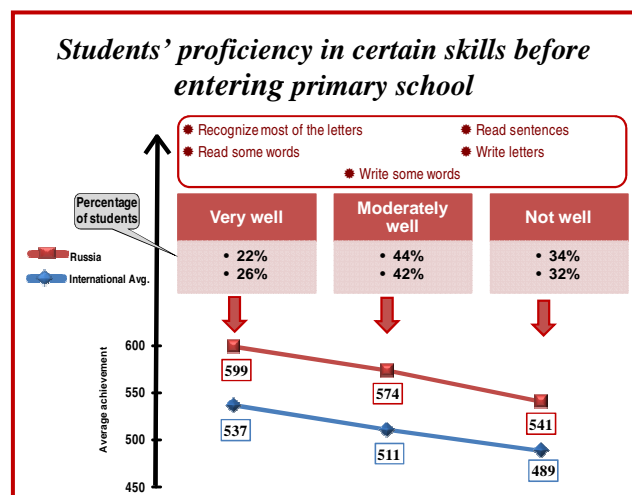 Students’ proficiency in certain skills before
entering primary school
✹ Recognize most of the letters ✹ Read sentences
✹ Read some words ✹ Write letters
✹ Write some words
Percentage
of students
Very well
Moderately
well
Not well
• 22%
• 26%
• 44%
• 42%
• 34%
• 32%
Russia
International Avg.
Average achievement
600
550
500
450
599
574
541
537
511
489